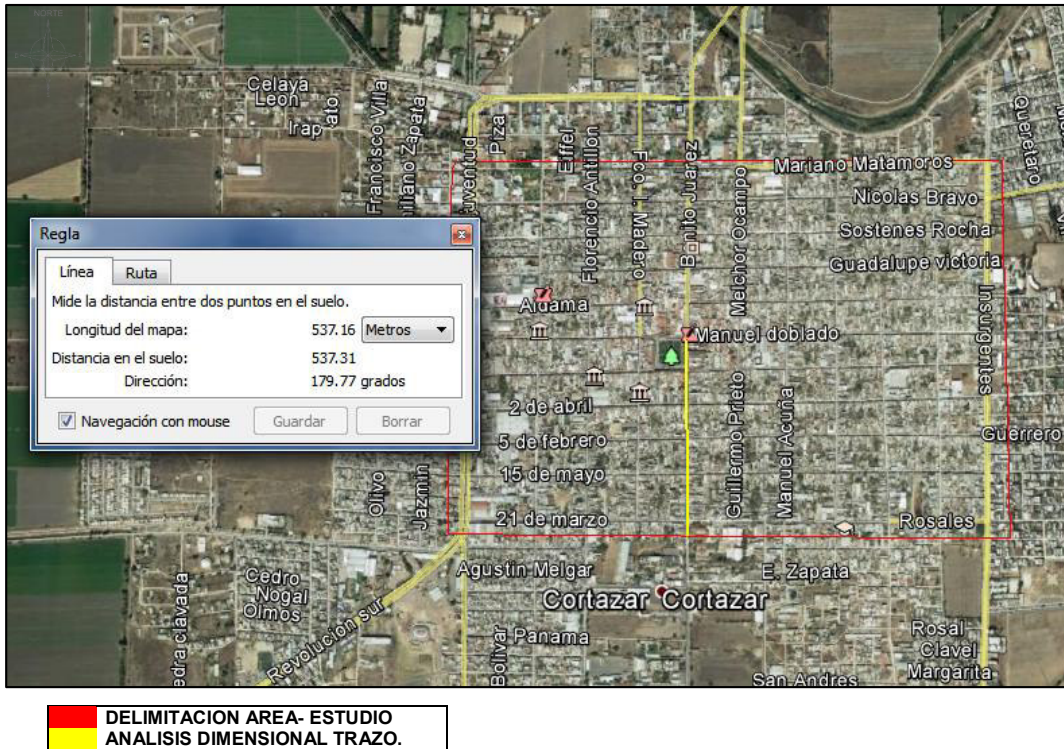 NORTE
Celaya
Leon
Irap
ato
Francisco Villa
miliano Zapata
uventud
Piza
Eiffel
Florencio Antillon
Fco. I. Madero
Benito Juarez
Melchor Ocampo
Mariano Matamoros
Queretaro
Nicolas Bravo
Sostenes Rocha
Guadalupe victoria
Insurgentes
Aldama
Manuel doblado
Regla
Línea
Ruta
Mide la distancia entre dos puntos en el suelo.
Longitud del mapa: 537.16 Metros
Distancia en el suelo: 537.31
Dirección: 179.77 grados
Navegación con mouse
Guardar
Borrar
2 de abril
5 de febrero
15 de mayo
21 de marzo
Guillermo Prieto
Manuel Acuña
Guerrero
Rosales
Olivo
Jazmin
Agustin Melgar
E. Zapata
Cedro
Nogal
Olmos
Cortazar
Cortazar
edraclavada
Revolucion sur
Bolivar
Panama
San Andres
Rosal
Clavel
Margarita
DELIMITACION AREA- ESTUDIO
ANALISIS DIMENSIONAL TRAZO.